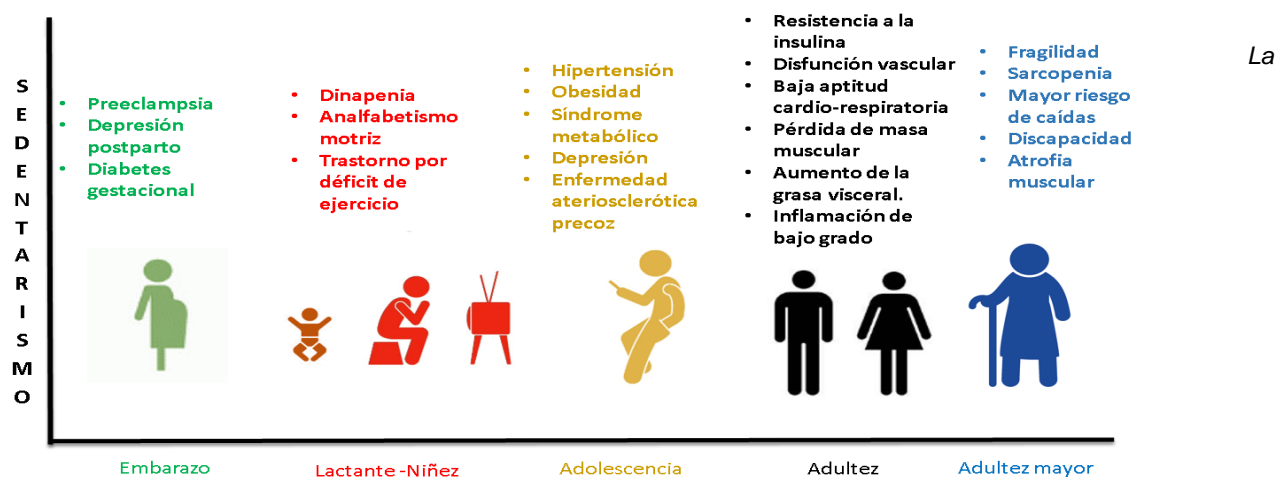 SEDENTARISMO
Preeclampsia
Depresión
postparto
Diabetes
gestacional
Dinapenia
Analfabetismo
motriz
Trastorno por
déficit de
ejercicio
Hipertensión
Obesidad
Síndrome
metabólico
Depresión
Enfermedad
ateriosclerótica
precoz
Resistencia a la
insulina
Disfunción vascular
Baja aptitud
cardio-respiratoria
Pérdida de masa
muscular
Aumento de la
grasa visceral.
Inflamación de
bajo grado
Fragilidad
Sarcopenia
Mayor riesgo
de caídas
Discapacidad
Atrofia
muscular
La
Embarazo
Lactante -Niñez
Adolescencia
Adultez
Adultez mayor